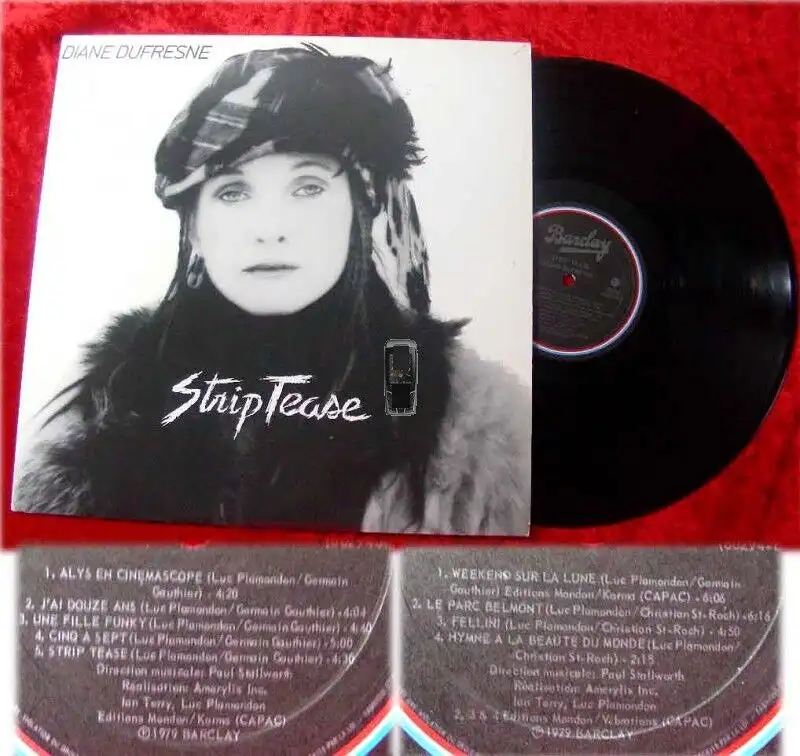 DIANE DUFRESNE
Strip Tease
Barclay
1. ALYS EN CINEMASCOPE (Luc Plamondon/Germain
Gauthier) - 4:20
2. J'AI DOUZE ANS (Luc Plamondon/Germain Gauthier) - 4:04
3. UNE FILLE FUNKY (Luc Plamondon/Germain Gauthier) - 4:40
4. CINQ A SEPT (Luc Plamondon/Germain Gauthier) - 5:00
5. STRIP TEASE (Luc Plamondon/Germain Gauthier) - 4:30
Direction musicale: Paul Stallworth
Réalisation: Amerylis Inc.
Ian Terry, Luc Plamondon
Editions Mondon/Karma (CAPAC)
℗1979 BARCLAY
1. WEEKEND SUR LA LUNE (Luc Plamondon/Germain
Gauthier) Editions Mondon/Karma (CAPAC) - 6:06
2. LE PARC BELMONT (Luc Plamondon/Christian St-Roch) - 6:16
3. FELLINI (Luc Plamondon/Christian St-Roch) - 4:50
4. HYMNE A LA BEAUTE DU MONDE (Luc Plamondon/
Christian St-Roch) - 2:15
Direction musicale: Paul Stallworth
Réalisation: Amerylis Inc.
Ian Terry, Luc Plamondon
2, 3 & 4 Editions Mondon/Vibrations (CAPAC)
℗1979 BARCLAY